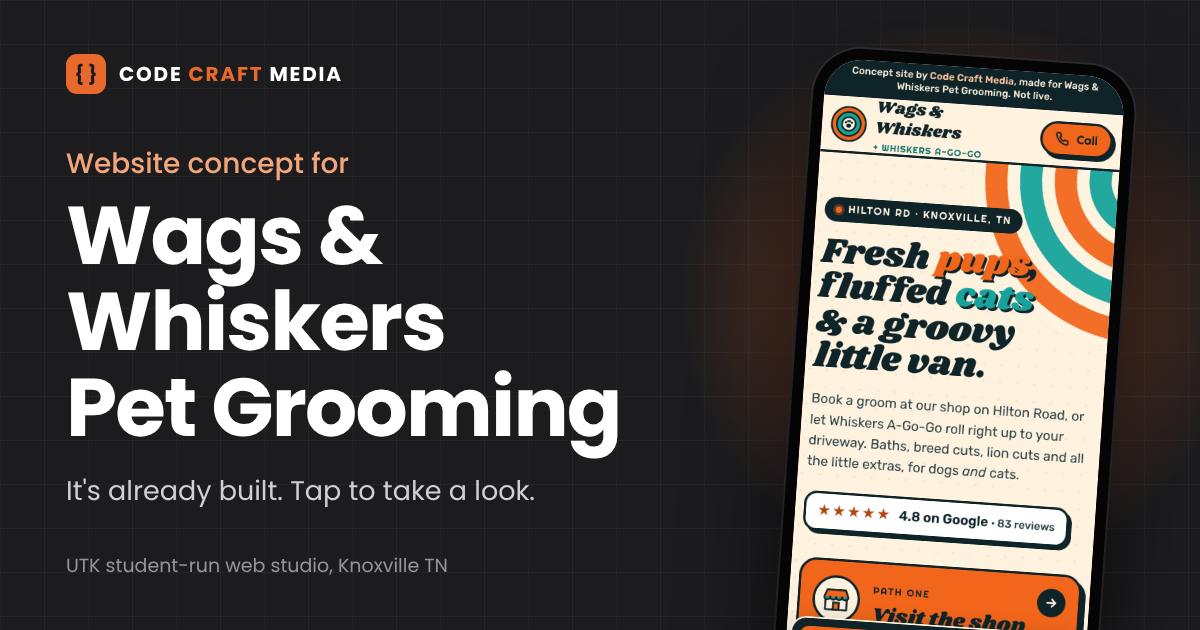 { } CODE CRAFT MEDIA
Website concept for
Wags &
Whiskers
Pet Grooming
It's already built. Tap to take a look.
UTK student-run web studio, Knoxville TN
Concept site by Code Craft Media, made for Wags &
Whiskers Pet Grooming. Not live.
Wags &
Whiskers
+ WHISKERS A-GO-GO
Call
HILTON RD · KNOXVILLE, TN
Fresh pups,
fluffed cats
& a groovy
little van.
Book a groom at our shop on Hilton Road, or
let Whiskers A-Go-Go roll right up to your
driveway. Baths, breed cuts, lion cuts and all
the little extras, for dogs and cats.
★★★★★ 4.8 on Google · 83 reviews
PATH ONE
Visit the shop